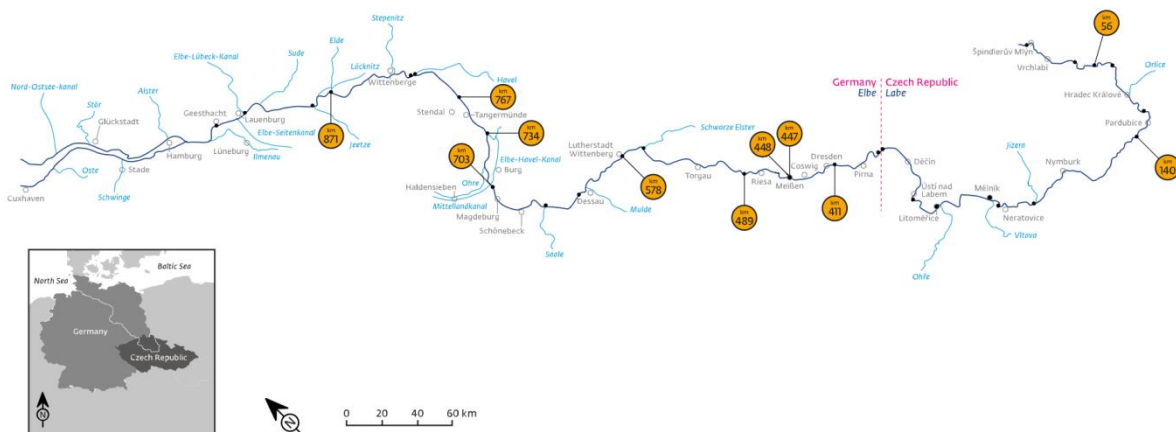 Nord-Ostsee-kanal
Stör
Glückstadt
Alster
Elbe-Lübeck-Kanal
Geesthacht
Sude
Elde
Löcknitz
Stepenitz
Wittenberge
Havel
Lauenburg
Elbe-Seitenkanal
km
871
Jeetze
Cuxhaven
Oste
Schwinge
Stade
Hamburg
Lüneburg
Ilmenau
Stendal
Tangermünde
km
767
km
734
km
703
Elbe-Havel-Kanal
Burg
Ohre
Haldensleben
Mittellandkanal
Magdeburg
Schönebeck
Saale
Dessau
Mulde
Lutherstadt
Wittenberg
Schwarze Elster
km
578
Torgau
km
489
Riesa
km
448
km
447
Meißen
Coswig
Dresden
km
411
Pirna
Germany
Czech Republic
Elbe
Labe
Děčín
Ústí nad
Labem
Litoměřice
Ohře
Mělník
Vltava
Neratovice
Jizera
Nymburk
km
140
Pardubice
Hradec Králové
Orlice
km
56
Špindlerův Mlýn
Vrchlabí
North Sea
Baltic Sea
Germany
Czech Republic
N
N
0 20 40 60 km